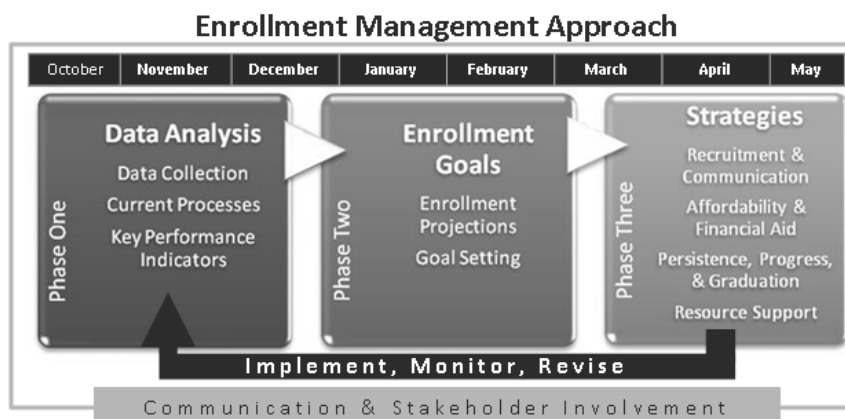 Enrollment Management Approach
October November December January February March April May
Phase One
Data Analysis
Data Collection
Current Processes
Key Performance
Indicators
Phase Two
Enrollment
Goals
Enrollment
Projections
Goal Setting
Phase Three
Strategies
Recruitment &
Communication
Affordability &
Financial Aid
Persistence, Progress,
& Graduation
Resource Support
Implement, Monitor, Revise
Communication & Stakeholder Involvement